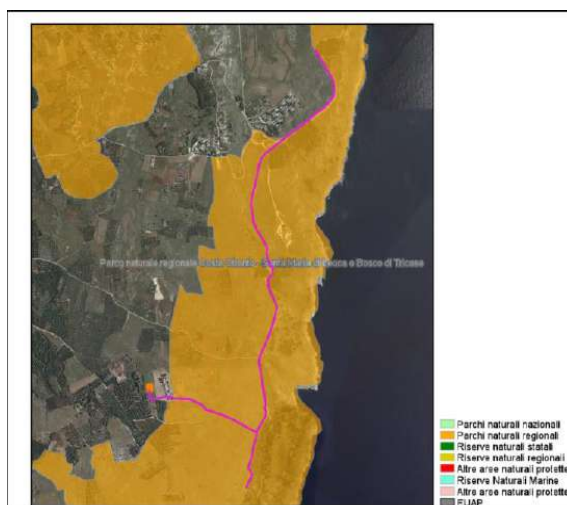 Parco naturale regionale Costa Otranto - Santa Maria di Leuca e Bosco di Tricase
Parchi naturali nazionali
Parchi naturali regionali
Riserve naturali statali
Riserve naturali regionali
Altre aree naturali protette
Riserve Naturali Marine
Altre aree naturali protette
EUAP